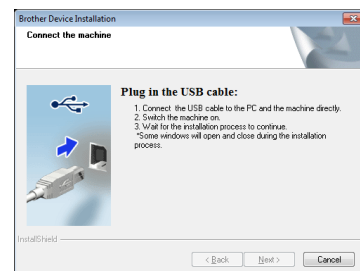 Brother Device Installation
Connect the machine
Plug in the USB cable:
1. Connect the USB cable to the PC and the machine directly.
2. Switch the machine on.
3. Wait for the installation process to continue.
*Some windows will open and close during the installation
process.
InstallShield
< Back Next > Cancel